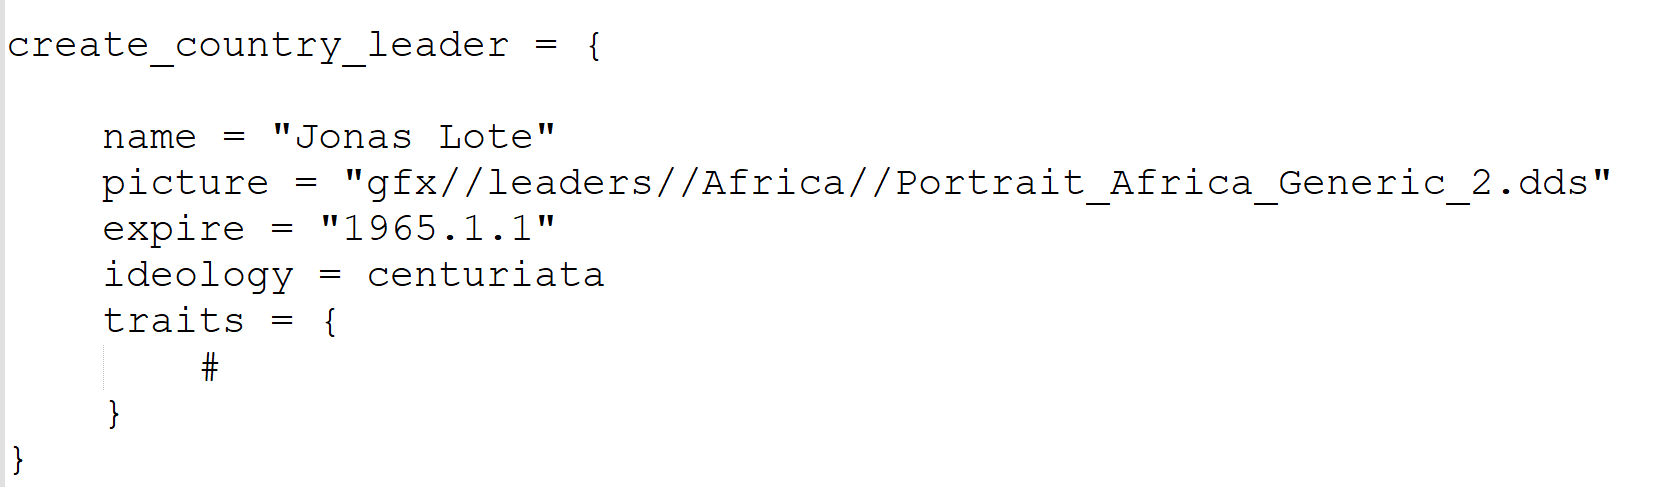 create_country_leader = {
name = "Jonas Lote"
picture = "gfx//leaders//Africa//Portrait_Africa_Generic_2.dds"
expire = "1965.1.1"
ideology = centuriata
traits = {
#
}
}